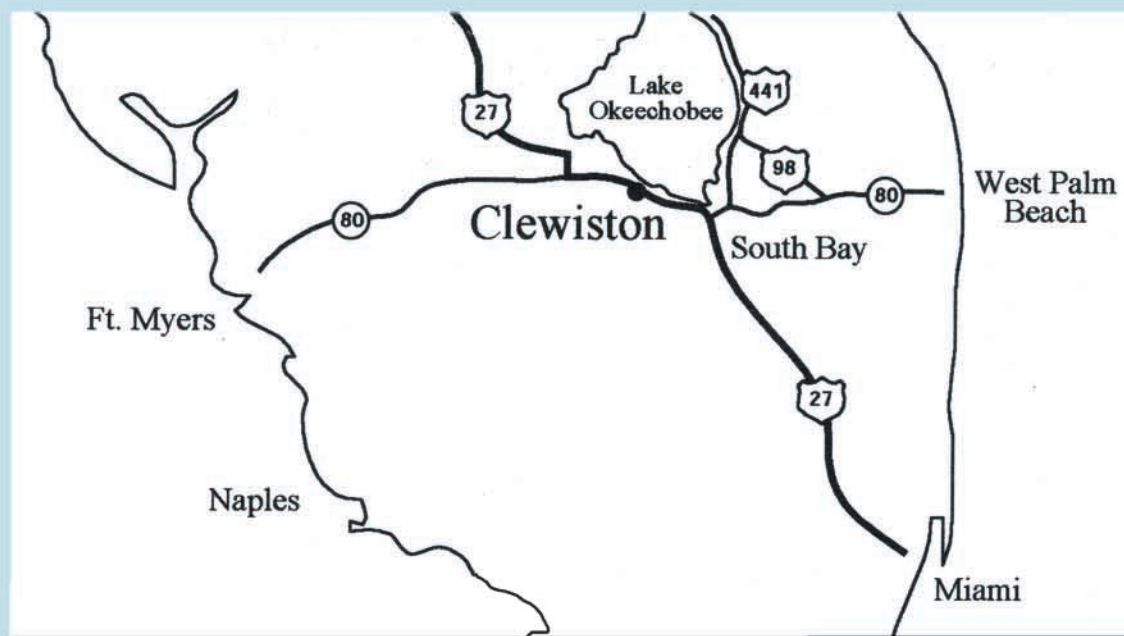 Lake
Okeechobee
441
27
98
80
West Palm
Beach
80
Clewiston
South Bay
Ft. Myers
27
Naples
Miami